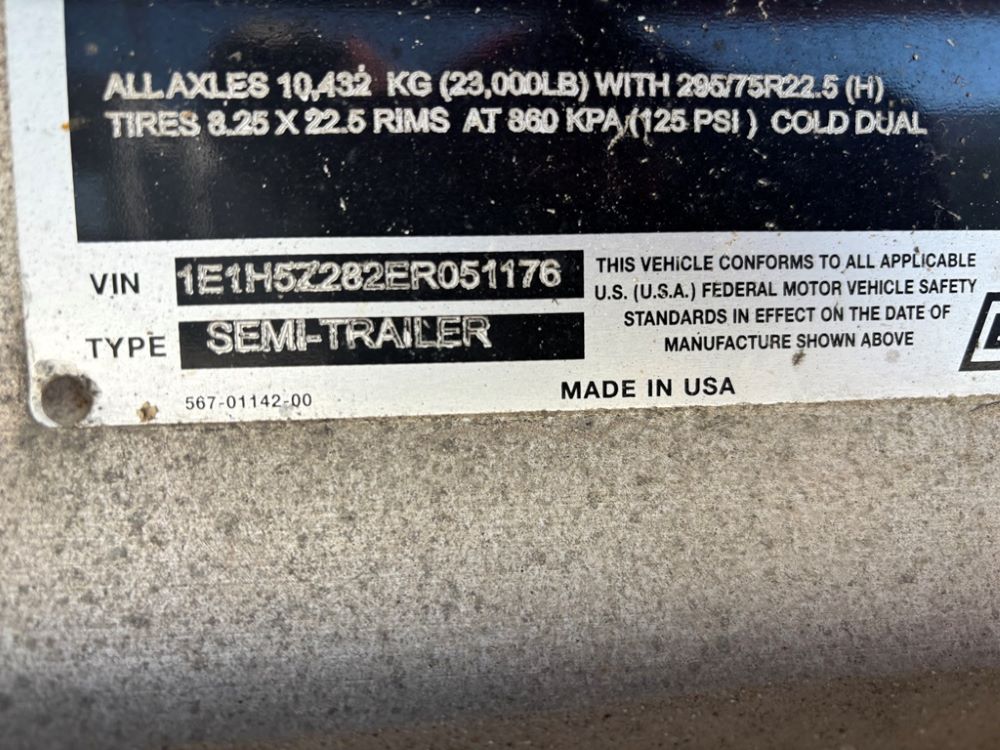 ALL AXLES 10,432 KG (23,000LB) WITH 295/75R22.5 (H)
TIRES 8.25 X 22.5 RIMS AT 860 KPA/(125 PSI ) COLD DUAL
VIN 1E1H5Z282ER051176
TYPE SEMI-TRAILER
THIS VEHICLE CONFORMS TO ALL APPLICABLE
U.S. (U.S.A.) FEDERAL MOTOR VEHICLE SAFETY
STANDARDS IN EFFECT ON THE DATE OF
MANUFACTURE SHOWN ABOVE
567-01142-00
MADE IN USA